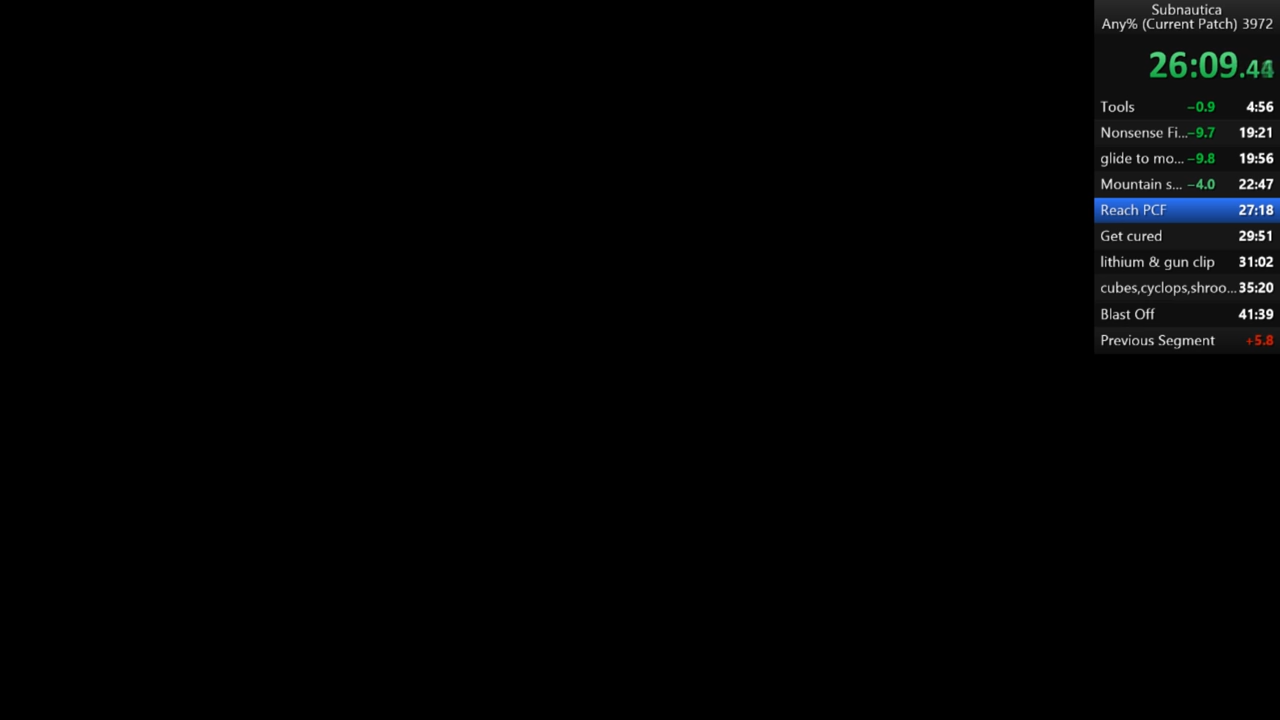 Subnautica
Any% (Current Patch) 3972
26:09.44
Tools −0.9 4:56
Nonsense Fi... −9.7 19:21
glide to mo... −9.8 19:56
Mountain s... −4.0 22:47
Reach PCF 27:18
Get cured 29:51
lithium & gun clip 31:02
cubes,cyclops,shroo... 35:20
Blast Off 41:39
Previous Segment +5.8